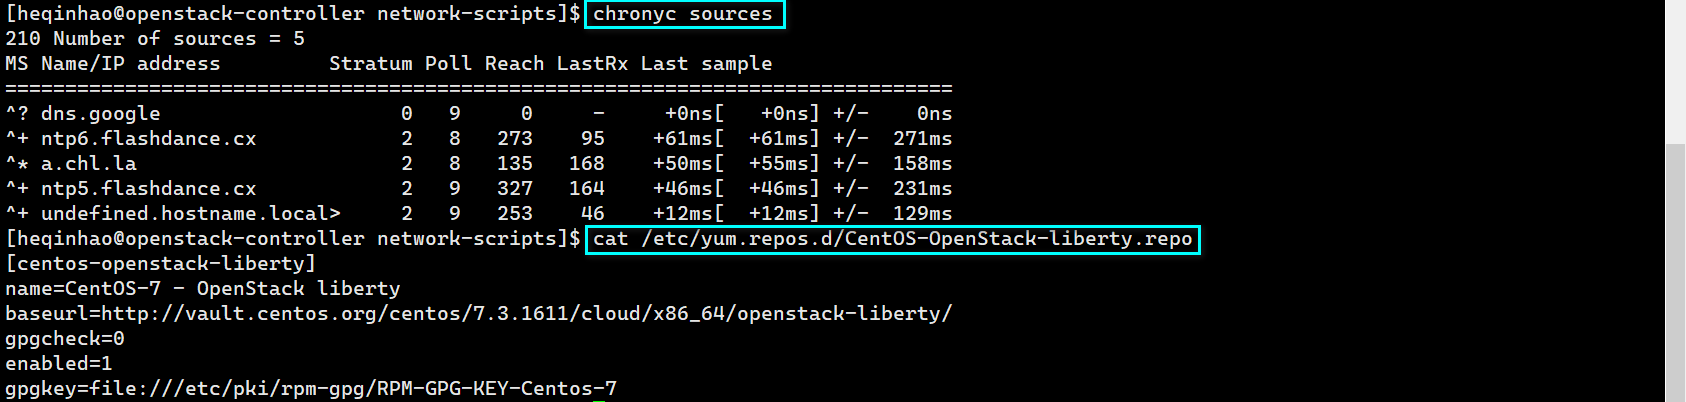 [heqinhao@openstack-controller network-scripts]$ chronyc sources
210 Number of sources = 5
MS Name/IP address         Stratum Poll Reach LastRx Last sample
===============================================================================
^? dns.google                    0   9     0     -     +0ns[   +0ns] +/-    0ns
^+ ntp6.flashdance.cx            2   8   273    95    +61ms[  +61ms] +/-  271ms
^* a.chl.la                      2   8   135   168    +50ms[  +55ms] +/-  158ms
^+ ntp5.flashdance.cx            2   9   327   164    +46ms[  +46ms] +/-  231ms
^+ undefined.hostname.local>     2   9   253    46    +12ms[  +12ms] +/-  129ms
[heqinhao@openstack-controller network-scripts]$ cat /etc/yum.repos.d/CentOS-OpenStack-liberty.repo
[centos-openstack-liberty]
name=CentOS-7 - OpenStack liberty
baseurl=http://vault.centos.org/centos/7.3.1611/cloud/x86_64/openstack-liberty/
gpgcheck=0
enabled=1
gpgkey=file:///etc/pki/rpm-gpg/RPM-GPG-KEY-Centos-7